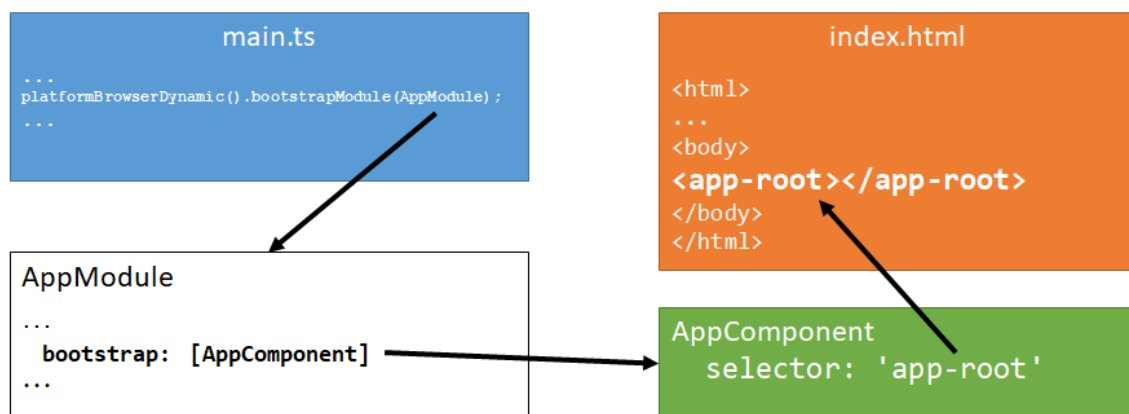 main.ts
...
platformBrowserDynamic().bootstrapModule(AppModule);
...
AppModule
...
bootstrap: [AppComponent]
...
index.html
<html>
...
<body>
<app-root></app-root>
</body>
</html>
AppComponent
selector: 'app-root'